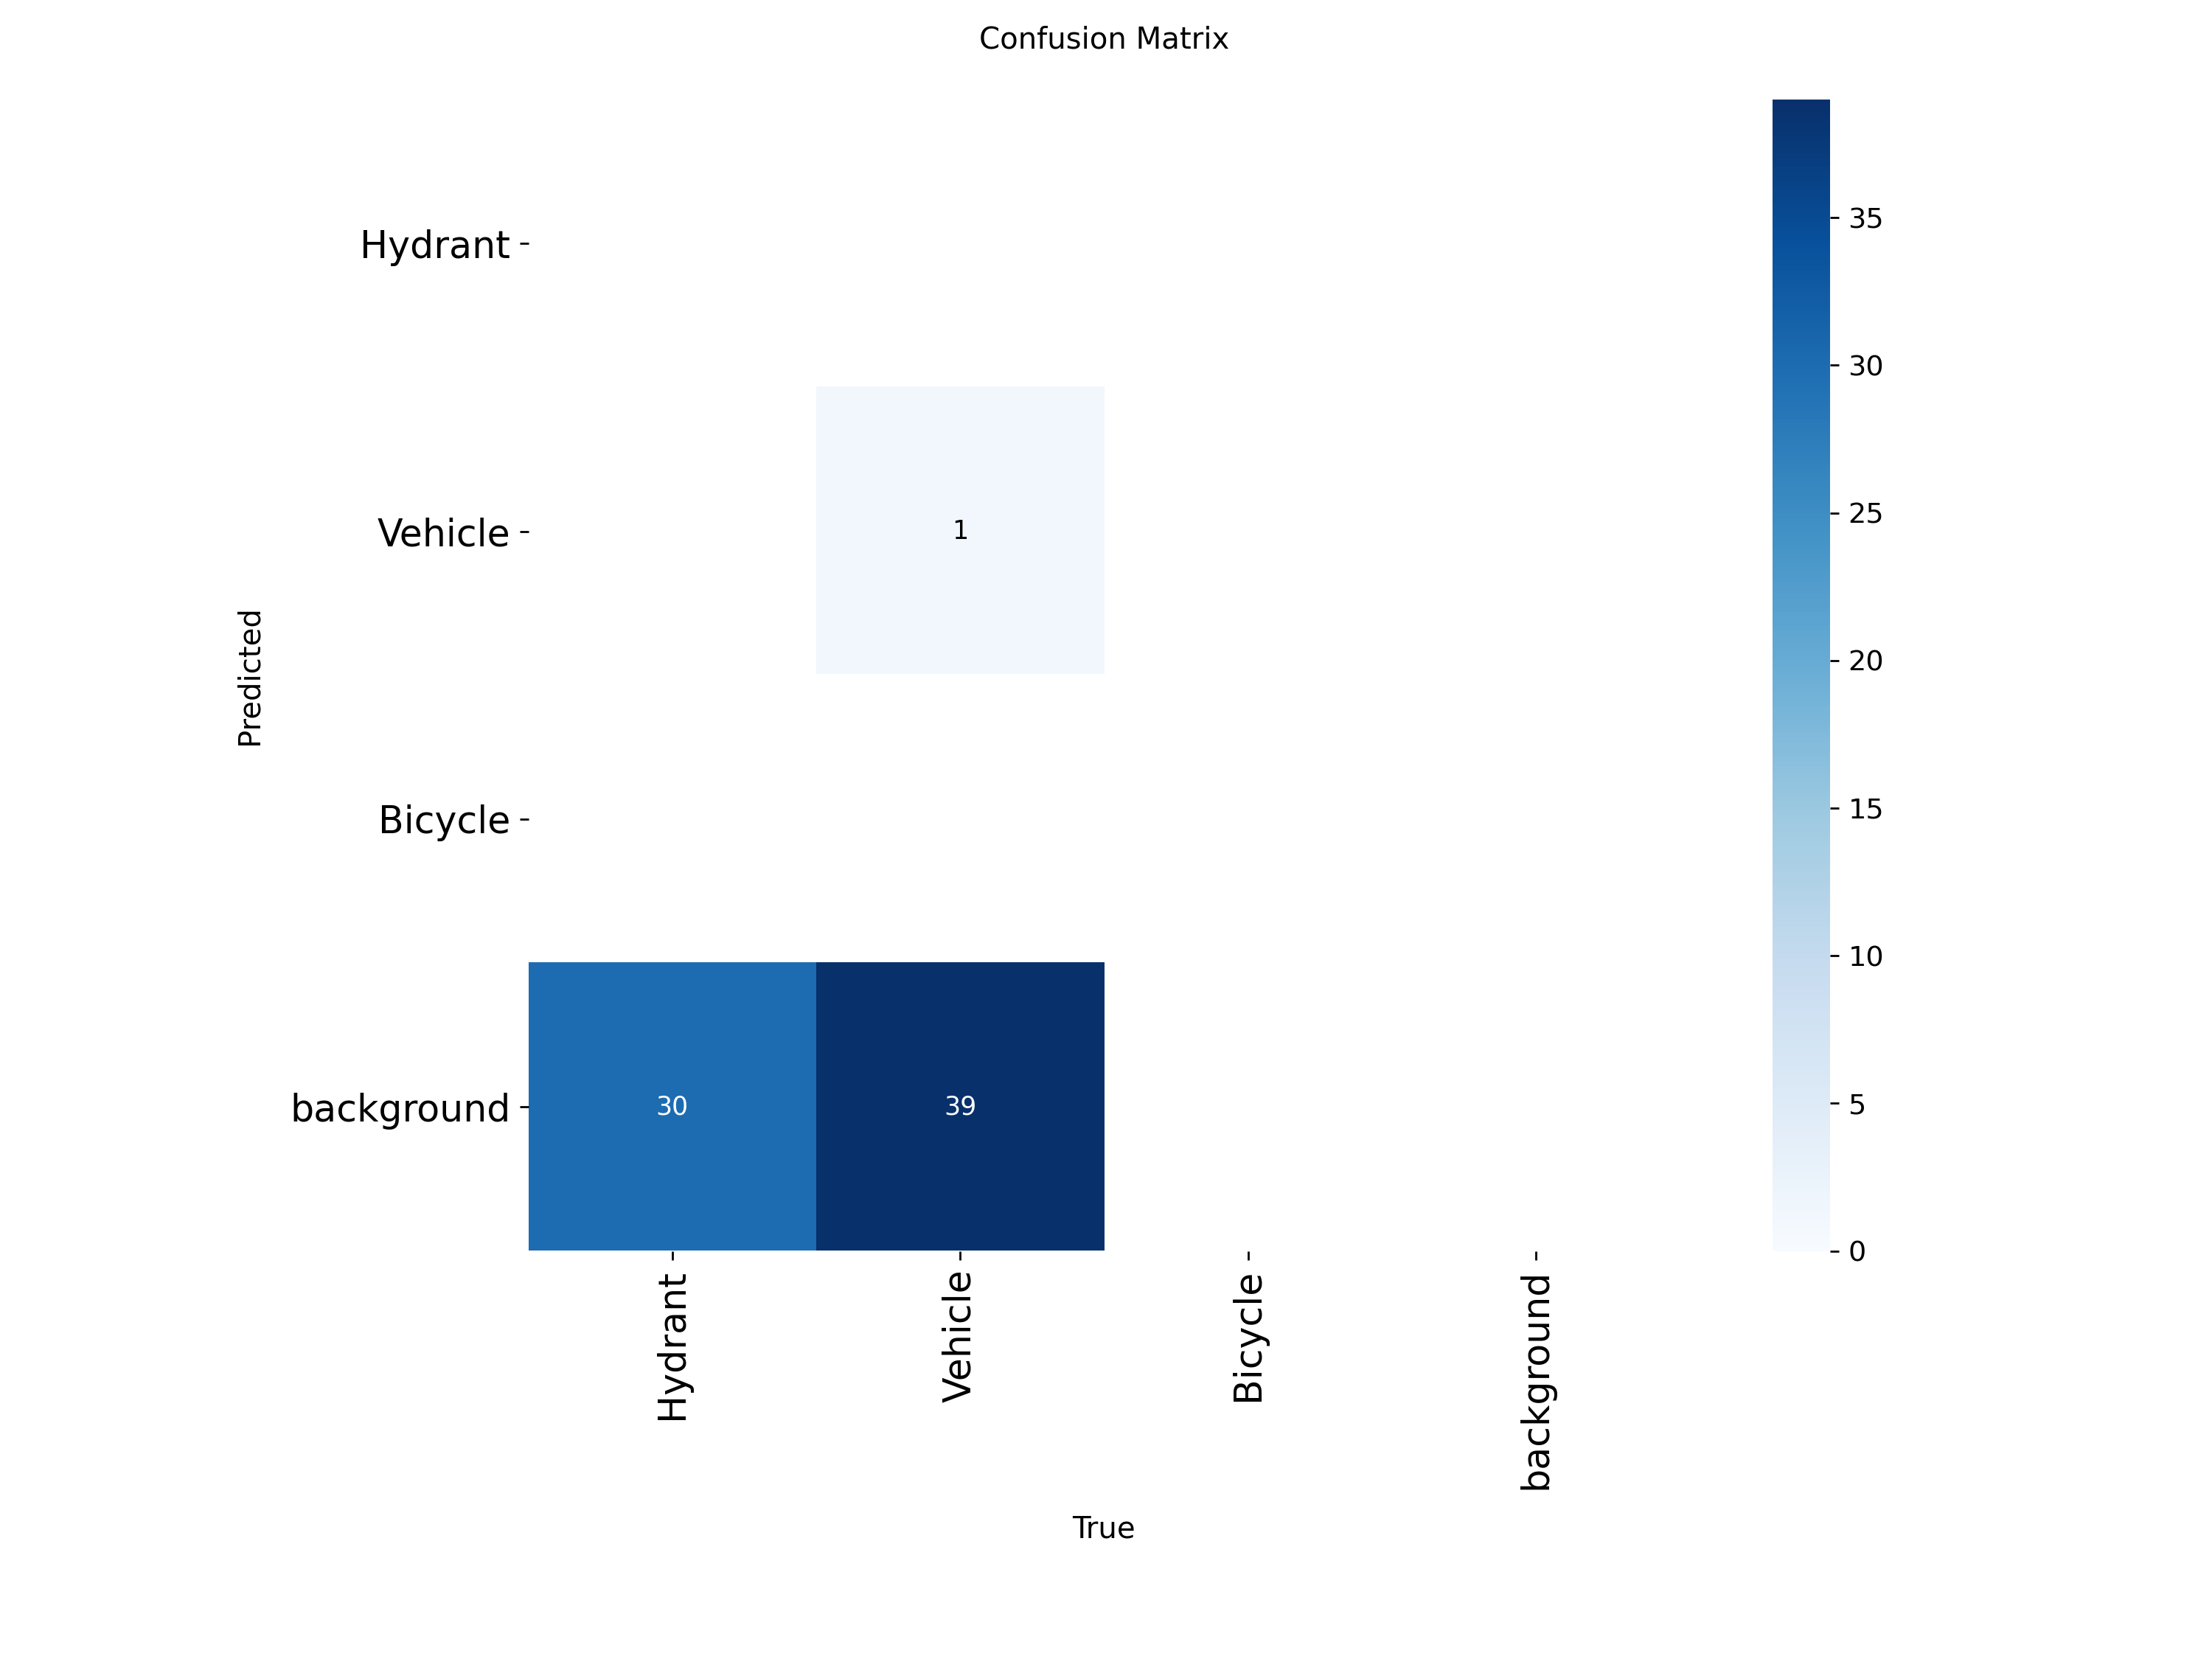 Confusion Matrix
Predicted
Hydrant
Vehicle
Bicycle
background
1
30
39
Hydrant
Vehicle
Bicycle
background
True
35
30
25
20
15
10
5
0